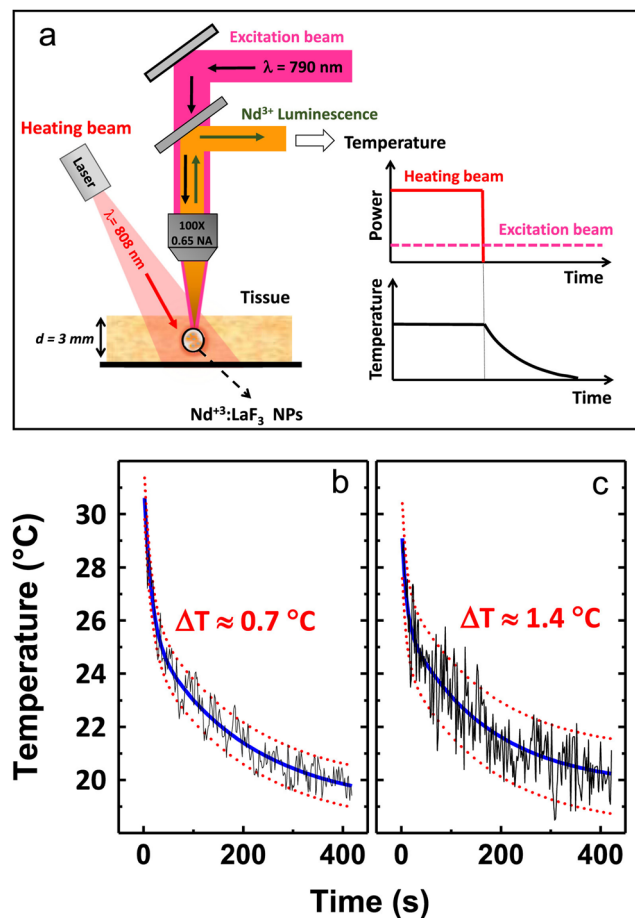 a
Excitation beam
λ = 790 nm
Nd³⁺ Luminescence
Heating beam
Temperature
Laser
λ= 808 nm
100X
0.65 NA
Tissue
d = 3 mm
Nd⁺³:LaF₃ NPs
Power
Heating beam
Excitation beam
Time
Temperature
Time
b
c
Temperature (°C)
30
28
26
24
22
20
ΔT ≈ 0.7 °C
ΔT ≈ 1.4 °C
0
200
400
0
200
400
Time (s)